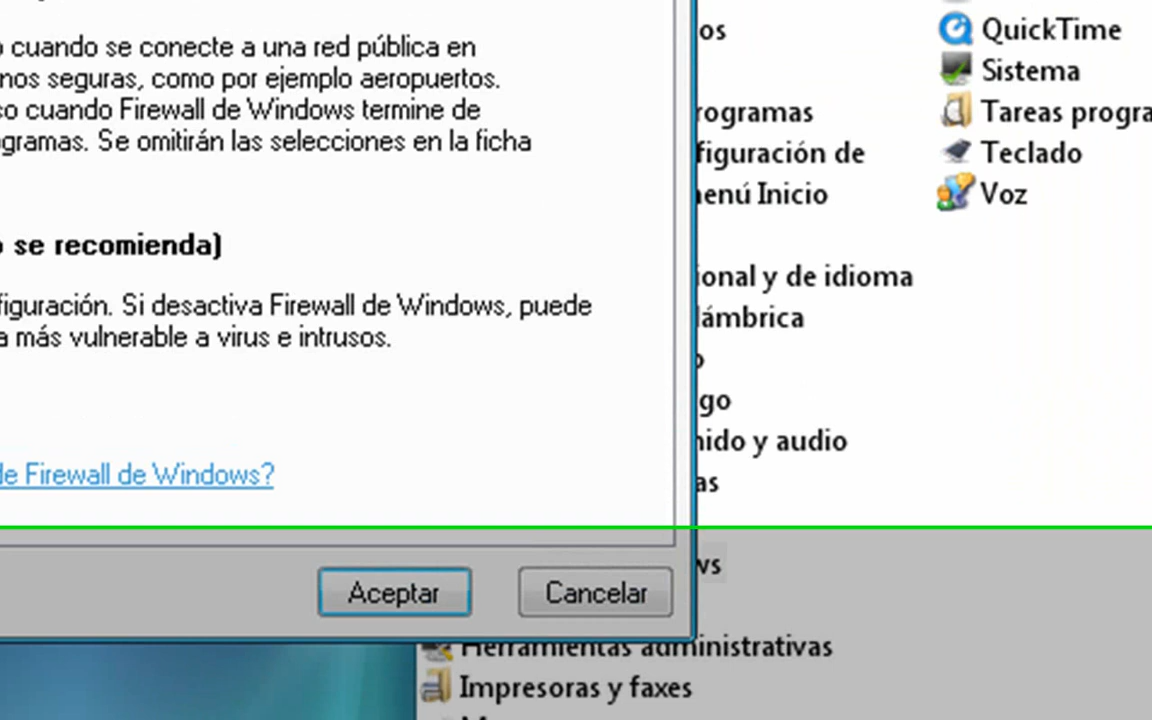 cuando se conecte a una red pública en
nos seguras, como por ejemplo aeropuertos.
so cuando Firewall de Windows termine de
gramas. Se omitirán las selecciones en la ficha
se recomienda)
figuración. Si desactiva Firewall de Windows, puede
a más vulnerable a virus e intrusos.
de Firewall de Windows?
Aceptar
Cancelar
os
rogramas
figuración de
enú Inicio
ional y de idioma
lámbrica
o
go
nido y audio
as
ws
Herramientas administrativas
Impresoras y faxes
QuickTime
Sistema
Tareas progra
Teclado
Voz